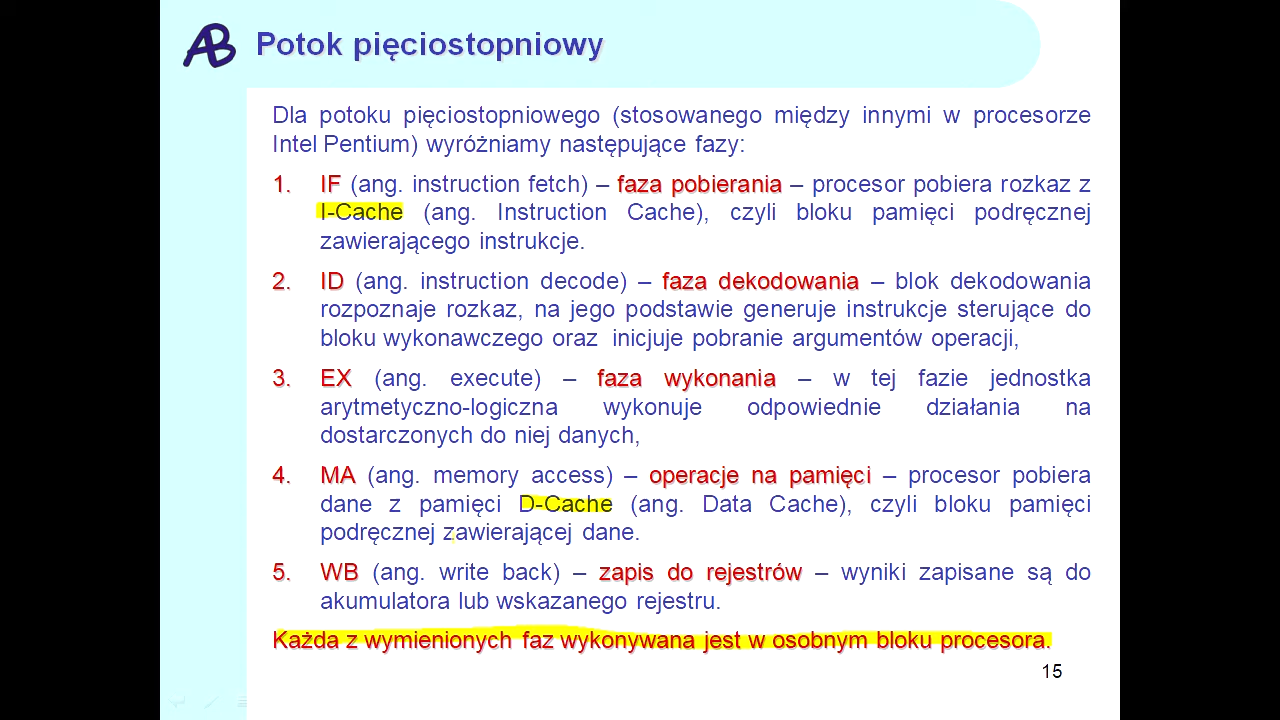 AB
Potok pięciostopniowy
Dla potoku pięciostopniowego (stosowanego między innymi w procesorze
Intel Pentium) wyróżniamy następujące fazy:
1. IF (ang. instruction fetch) – faza pobierania – procesor pobiera rozkaz z
I-Cache (ang. Instruction Cache), czyli bloku pamięci podręcznej
zawierającego instrukcje.
2. ID (ang. instruction decode) – faza dekodowania – blok dekodowania
rozpoznaje rozkaz, na jego podstawie generuje instrukcje sterujące do
bloku wykonawczego oraz inicjuje pobranie argumentów operacji,
3. EX (ang. execute) – faza wykonania – w tej fazie jednostka
arytmetyczno-logiczna wykonuje odpowiednie działania na
dostarczonych do niej danych,
4. MA (ang. memory access) – operacje na pamięci – procesor pobiera
dane z pamięci D-Cache (ang. Data Cache), czyli bloku pamięci
podręcznej zawierającej dane.
5. WB (ang. write back) – zapis do rejestrów – wyniki zapisane są do
akumulatora lub wskazanego rejestru.
Każda z wymienionych faz wykonywana jest w osobnym bloku procesora.
15